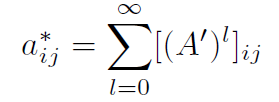 $a^*_{ij} = \sum_{l=0}^{\infty} [(A')^l]_{ij}$